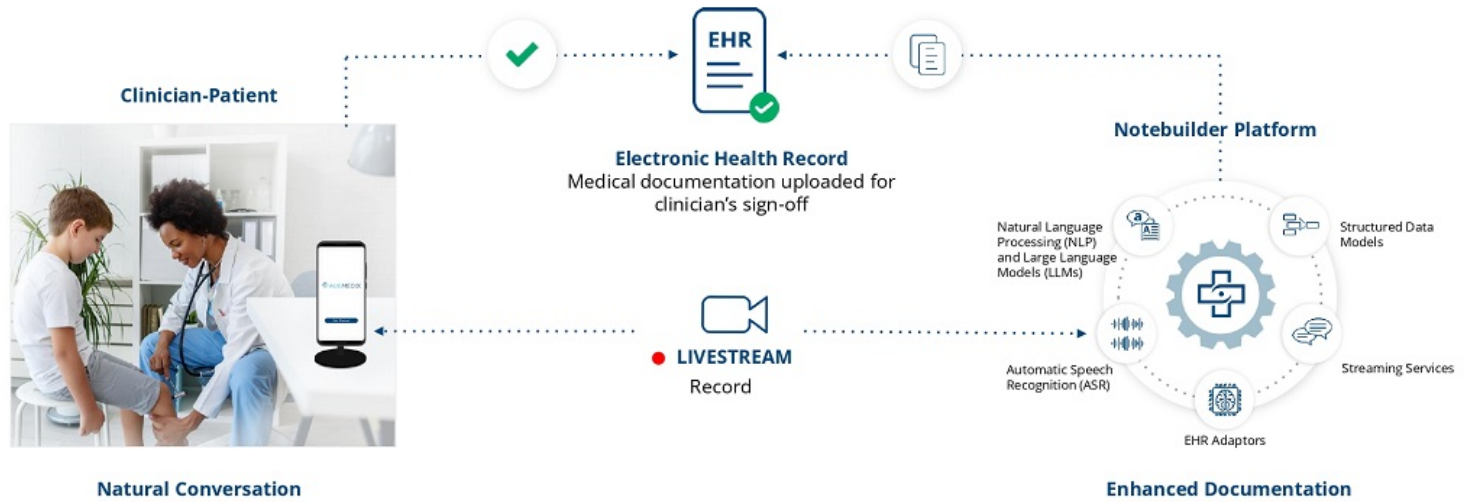 EHR
Clinician-Patient
Electronic Health Record
Medical documentation uploaded for
clinician's sign-off
Notebuilder Platform
Natural Language
Processing (NLP)
and Large Language
Models (LLMs)
Structured Data
Models
AUGMEDIX
LIVESTREAM
Record
Automatic Speech
Recognition (ASR)
Streaming Services
EHR Adaptors
Natural Conversation
Enhanced Documentation